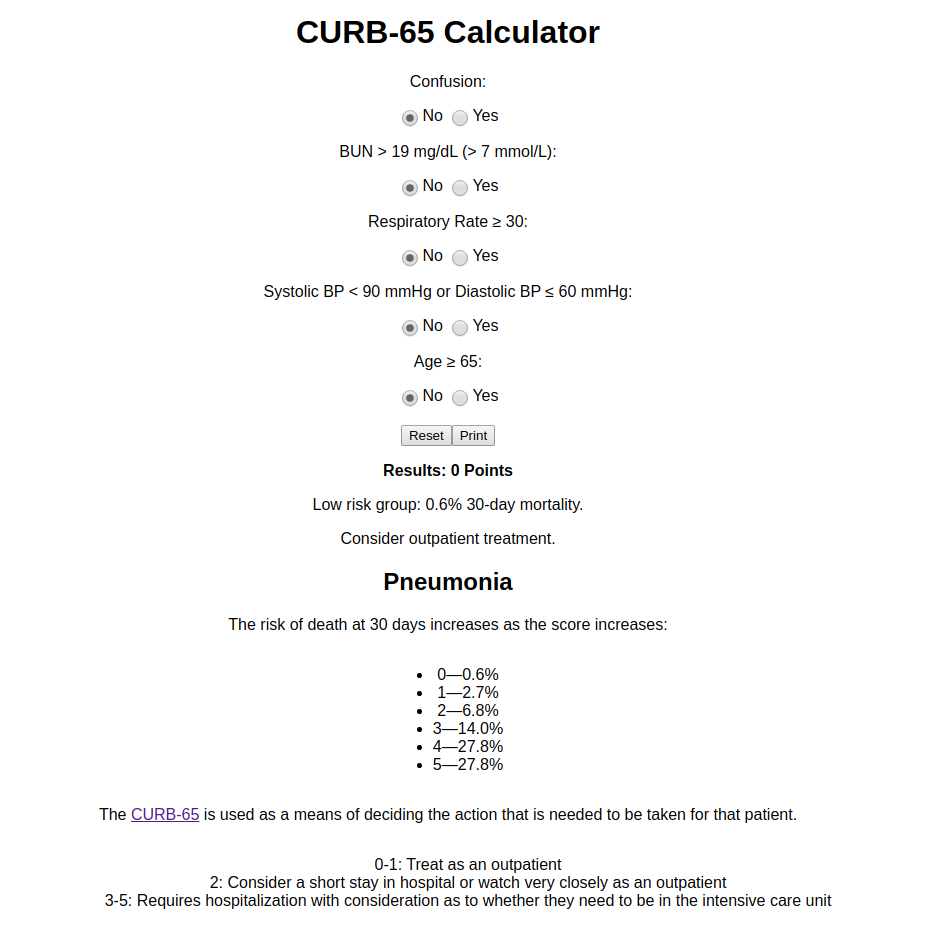 CURB-65 Calculator
Confusion:
No Yes
BUN > 19 mg/dL (> 7 mmol/L):
No Yes
Respiratory Rate ≥ 30:
No Yes
Systolic BP < 90 mmHg or Diastolic BP ≤ 60 mmHg:
No Yes
Age ≥ 65:
No Yes
Reset Print
Results: 0 Points
Low risk group: 0.6% 30-day mortality.
Consider outpatient treatment.
Pneumonia
The risk of death at 30 days increases as the score increases:
• 0—0.6%
• 1—2.7%
• 2—6.8%
• 3—14.0%
• 4—27.8%
• 5—27.8%
The CURB-65 is used as a means of deciding the action that is needed to be taken for that patient.
0-1: Treat as an outpatient
2: Consider a short stay in hospital or watch very closely as an outpatient
3-5: Requires hospitalization with consideration as to whether they need to be in the intensive care unit